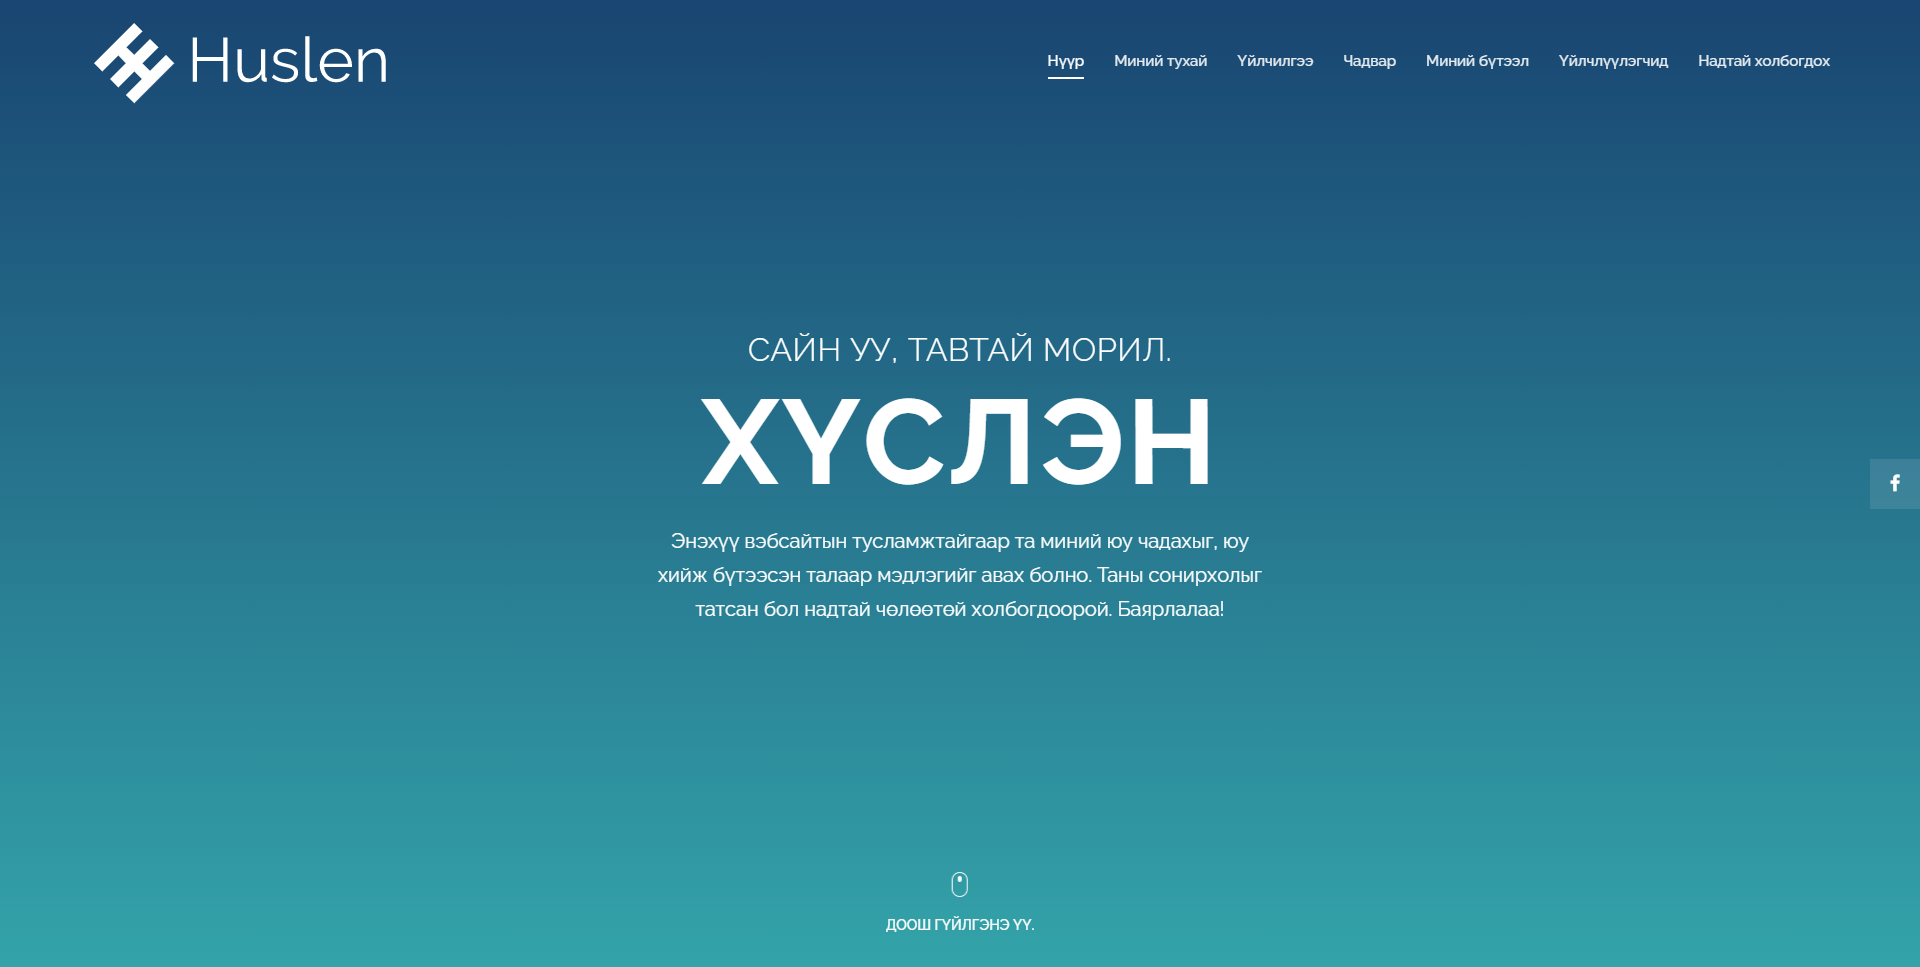 Huslen
Нүүр Миний тухай Үйлчилгээ Чадвар Миний бүтээл Үйлчлүүлэгчид Надтай холбогдох
САЙН УУ, ТАВТАЙ МОРИЛ.
ХҮСЛЭН
Энэхүү вэбсайтын тусламжтайгаар та миний юу чадахыг, юу
хийж бүтээсэн талаар мэдлэгийг авах болно. Таны сонирхолыг
татсан бол надтай чөлөөтөй холбогдоорой. Баярлалаа!
ДООШ ГҮЙЛГЭНЭ ҮҮ.